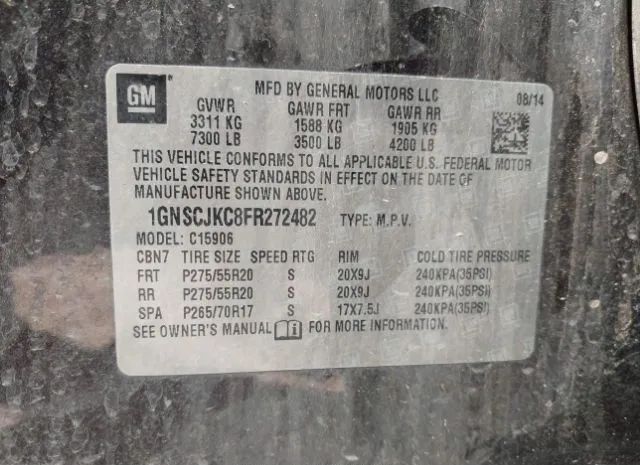 GM
MFD BY GENERAL MOTORS LLC
08/14
GVWR GAWR FRT GAWR RR
3311 KG 1588 KG 1905 KG
7300 LB 3500 LB 4200 LB
THIS VEHICLE CONFORMS TO ALL APPLICABLE U.S. FEDERAL MOTOR
VEHICLE SAFETY STANDARDS IN EFFECT ON THE DATE OF
MANUFACTURE SHOWN ABOVE.
1GNSCJKC8FR272482 TYPE: M.P.V.
MODEL: C15906
CBN7 TIRE SIZE SPEED RTG RIM COLD TIRE PRESSURE
FRT P275/55R20 S 20X9J 240KPA(35PSI)
RR P275/55R20 S 20X9J 240KPA(35PSI)
SPA P265/70R17 S 17X7.5J 240KPA(35PSI)
SEE OWNER'S MANUAL FOR MORE INFORMATION.